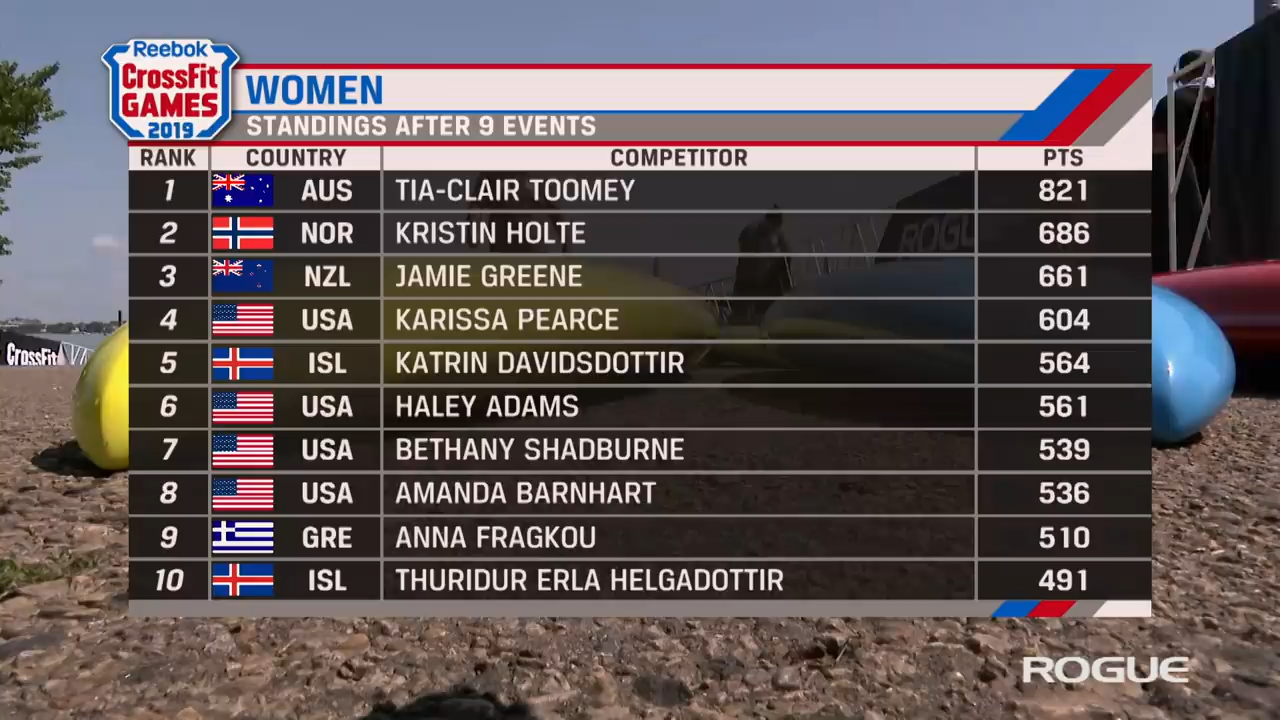 Reebok
CrossFit
GAMES
2019
WOMEN
STANDINGS AFTER 9 EVENTS
RANK COUNTRY COMPETITOR PTS
1 AUS TIA-CLAIR TOOMEY 821
2 NOR KRISTIN HOLTE 686
3 NZL JAMIE GREENE 661
4 USA KARISSA PEARCE 604
5 ISL KATRIN DAVIDSDOTTIR 564
6 USA HALEY ADAMS 561
7 USA BETHANY SHADBURNE 539
8 USA AMANDA BARNHART 536
9 GRE ANNA FRAGKOU 510
10 ISL THURIDUR ERLA HELGADOTTIR 491
ROGUE
CrossFit
ROGUE